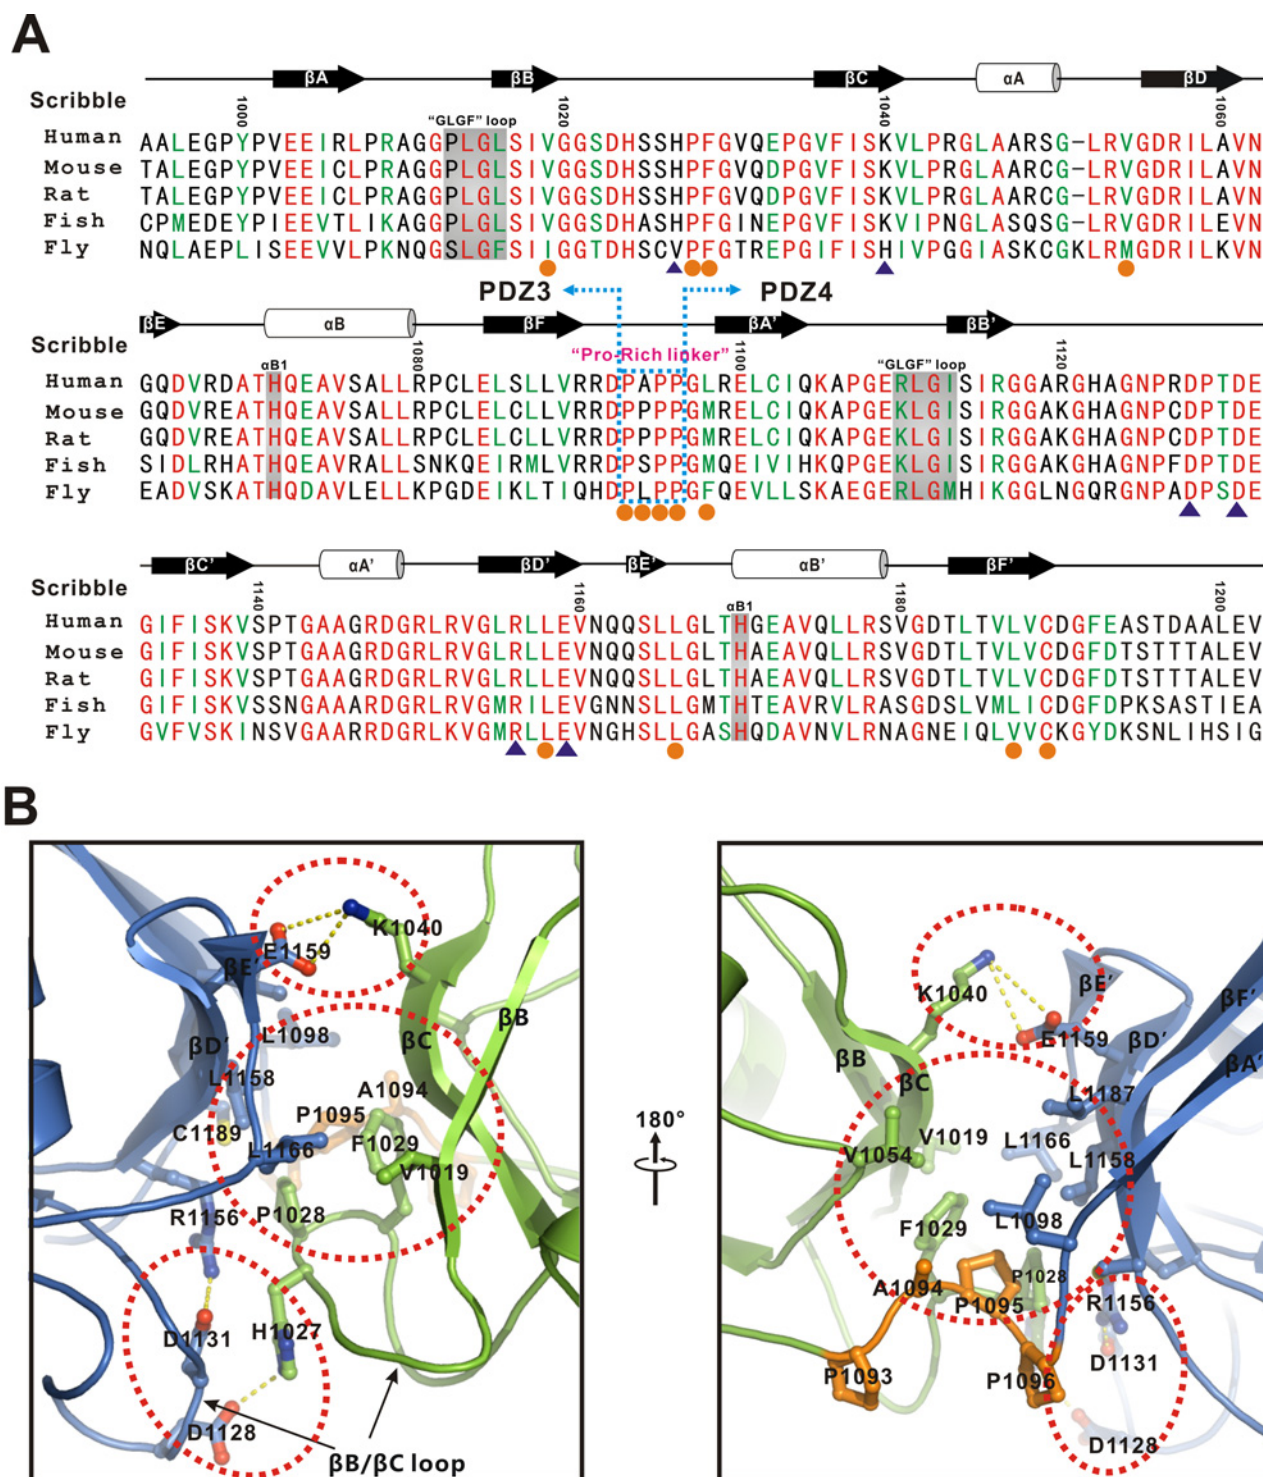 A
βA βB βC αA βD
Scribble 1000 1020 1040 1060
"GLGF" loop
Human AALEGPYPVEEIRLPRAGGPLGLSIVGGSDHSSHPFGVQEPGVFISKVLPRGLAARSG-LRVGDRILAVN
Mouse TALEGPYPVEEICLPRAGGPLGLSIVGGSDHSSHPFGVQDPGVFISKVLPRGLAARCG-LRVGDRILAVN
Rat TALEGPYPVEEICLPRAGGPLGLSIVGGSDHSSHPFGVQDPGVFISKVLPRGLAARCG-LRVGDRILAVN
Fish CPMEDEYPIEEVTLIKAGGPLGLSIVGGSDHASHPFGINEPGVFISKVIPNGLASQSG-LRVGDRILEVN
Fly NQLAEPLISEEVVLPKNQGSLGFSIIGGTDHSCVPFGTREPGIFISHIVPGGIASKCGKLRMGDRILKVN
PDZ3 PDZ4
βE αB βF βA' βB'
Scribble 1080 1100 1120
"Pro-Rich linker"
αB1 "GLGF" loop
Human GQDVRDATHQEAVSALLRPCLELSLLVRRDPAPPGLRELCIQKAPGERLGISIRGGARGHAGNPRDPTDE
Mouse GQDVREATHQEAVSALLRPCLELCLLVRRDPPPPGMRELCIQKAPGEKLGISIRGGAKGHAGNPCDPTDE
Rat GQDVREATHQEAVSALLRPCLELCLLVRRDPPPPGMRELCIQKAPGEKLGISIRGGAKGHAGNPCDPTDE
Fish SIDLRHATHQEAVRALLSNKQEIRMLVRRDPSPPGMQEIVIHKQPGEKLGISIRGGAKGHAGNPFDPTDE
Fly EADVSKATHQDAVLELLKPGDEIKLTIQHDPLPPGFQEVLLSKAEGERLGMHIKGGLNGQRGNPADPSDE
βC' αA' βD' βE' αB' βF'
Scribble 1140 1160 1180 1200
αB1
Human GIFISKVSPTGAAGRDGRLRVGLRLLEVNQQSLLGLTHGEAVQLLRSVGDTLTVLVCDGFEASTDAALEV
Mouse GIFISKVSPTGAAGRDGRLRVGLRLLEVNQQSLLGLTHAEAVQLLRSVGDTLTVLVCDGFDTSTTTALEV
Rat GIFISKVSPTGAAGRDGRLRVGLRLLEVNQQSLLGLTHAEAVQLLRSVGDTLTVLVCDGFDTSTTTALEV
Fish GIFISKVSSNGAAARDGRLRVGMRILEVGNNSLLGMTHTEAVRVLRASGDSLVMLICDGFDPKSASTIEA
Fly GVFVSKINSVGAARRDGRLKVGMRLLEVNGHSLLGASHQDAVNVLRNAGNEIQLVVCKGYDKSNLIHSIG
B
K1040
E1159
βE'
βB
L1098
βD'
βC
L1158
A1094
P1095
C1189
F1029
L1166
V1019
R1156
P1028
H1027
D1131
D1128
βB/βC loop
180°
K1040
βE'
βF'
E1159
βD'
βB
βA'
βC
L1187
V1019
L1166
V1054
L1158
F1029
L1098
P1028
A1094
P1095
R1156
D1131
P1093
P1096
D1128